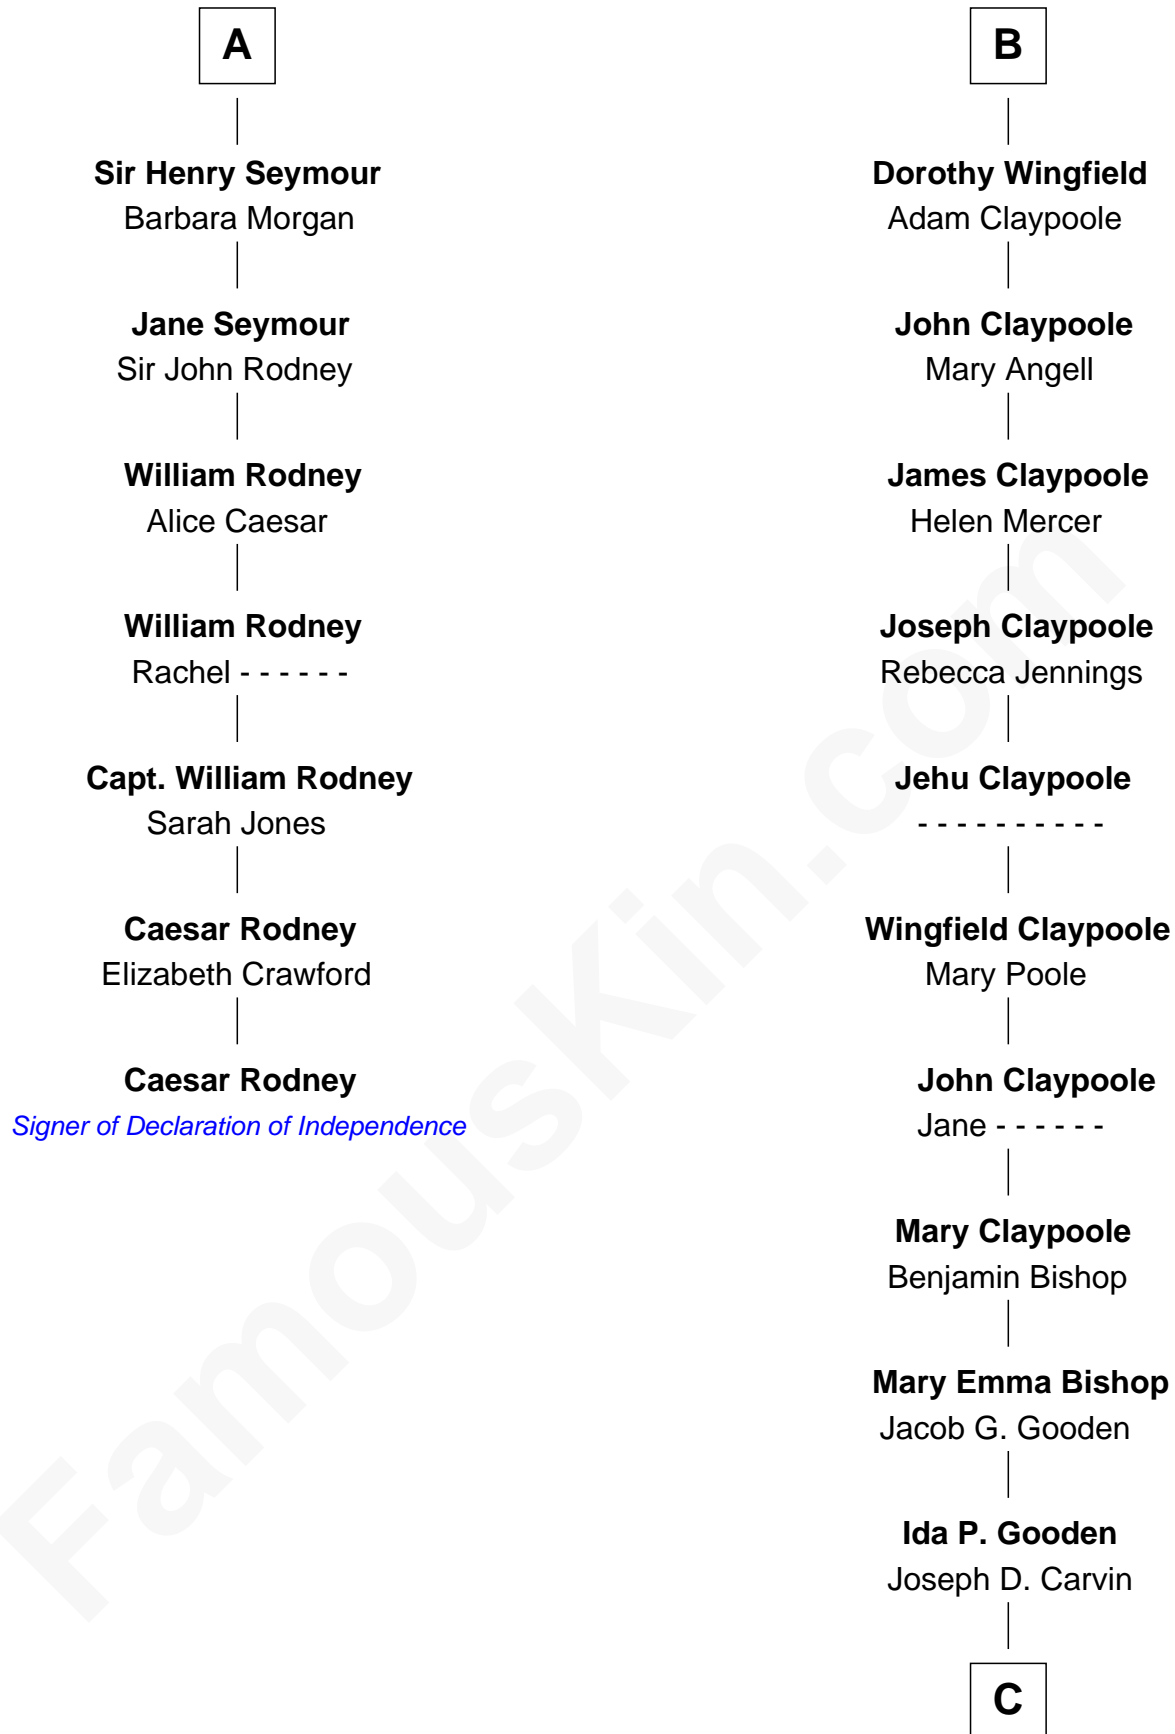 A
Sir Henry Seymour
Barbara Morgan
Jane Seymour
Sir John Rodney
William Rodney
Alice Caesar
William Rodney
Rachel - - - - - -
Capt. William Rodney
Sarah Jones
Caesar Rodney
Elizabeth Crawford
Caesar Rodney
Signer of Declaration of Independence
B
Dorothy Wingfield
Adam Claypoole
John Claypoole
Mary Angell
James Claypoole
Helen Mercer
Joseph Claypoole
Rebecca Jennings
Jehu Claypoole
- - - - - - - - - -
Wingfield Claypoole
Mary Poole
John Claypoole
Jane - - - - - -
Mary Claypoole
Benjamin Bishop
Mary Emma Bishop
Jacob G. Gooden
Ida P. Gooden
Joseph D. Carvin
C
FamousKin.com